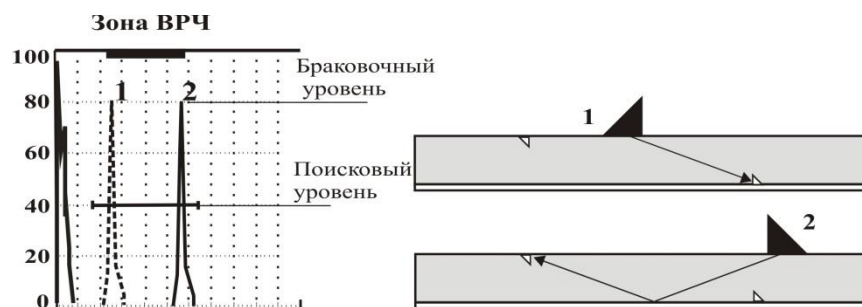 Зона ВРЧ
100
80
60
40
20
0
1
2
Браковочный
уровень
Поисковый
уровень
1
2